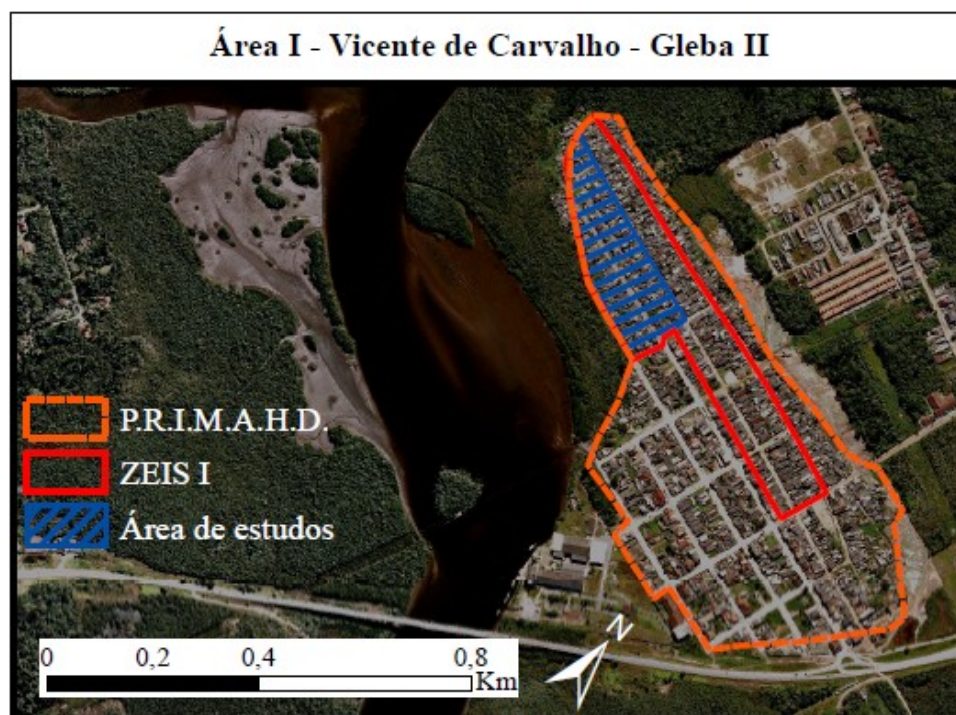 Área I - Vicente de Carvalho - Gleba II
P.R.I.M.A.H.D.
ZEIS I
Área de estudos
N
0 0,2 0,4 0,8
Km